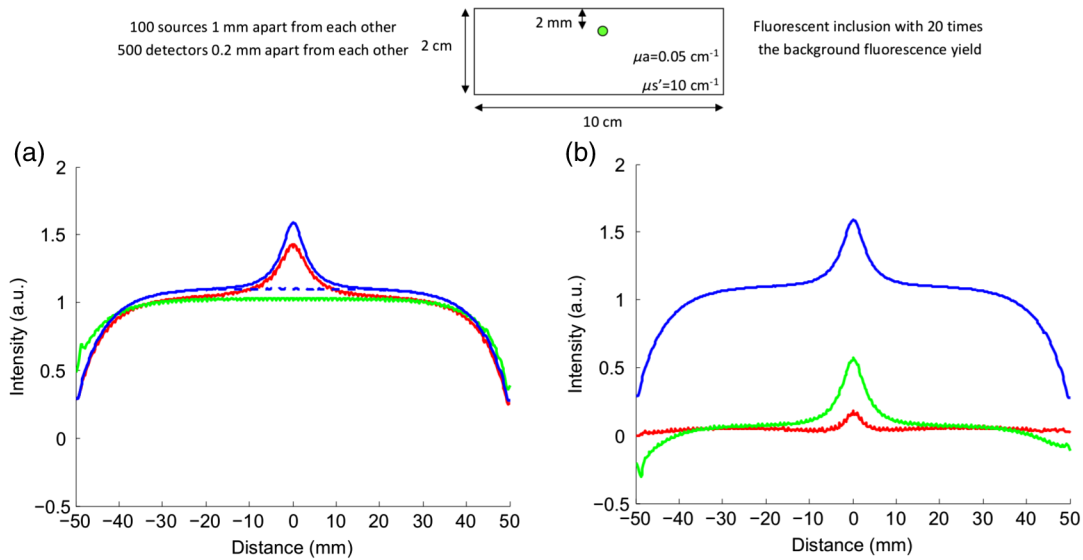 100 sources 1 mm apart from each other
500 detectors 0.2 mm apart from each other
2 cm
2 mm
μa=0.05 cm⁻¹
μs’=10 cm⁻¹
10 cm
Fluorescent inclusion with 20 times
the background fluorescence yield
(a)
2
1.5
1
0.5
0
−0.5
Intensity (a.u.)
−50 −40 −30 −20 −10 0 10 20 30 40 50
Distance (mm)
(b)
2
1.5
1
0.5
0
−0.5
Intensity (a.u.)
−50 −40 −30 −20 −10 0 10 20 30 40 50
Distance (mm)